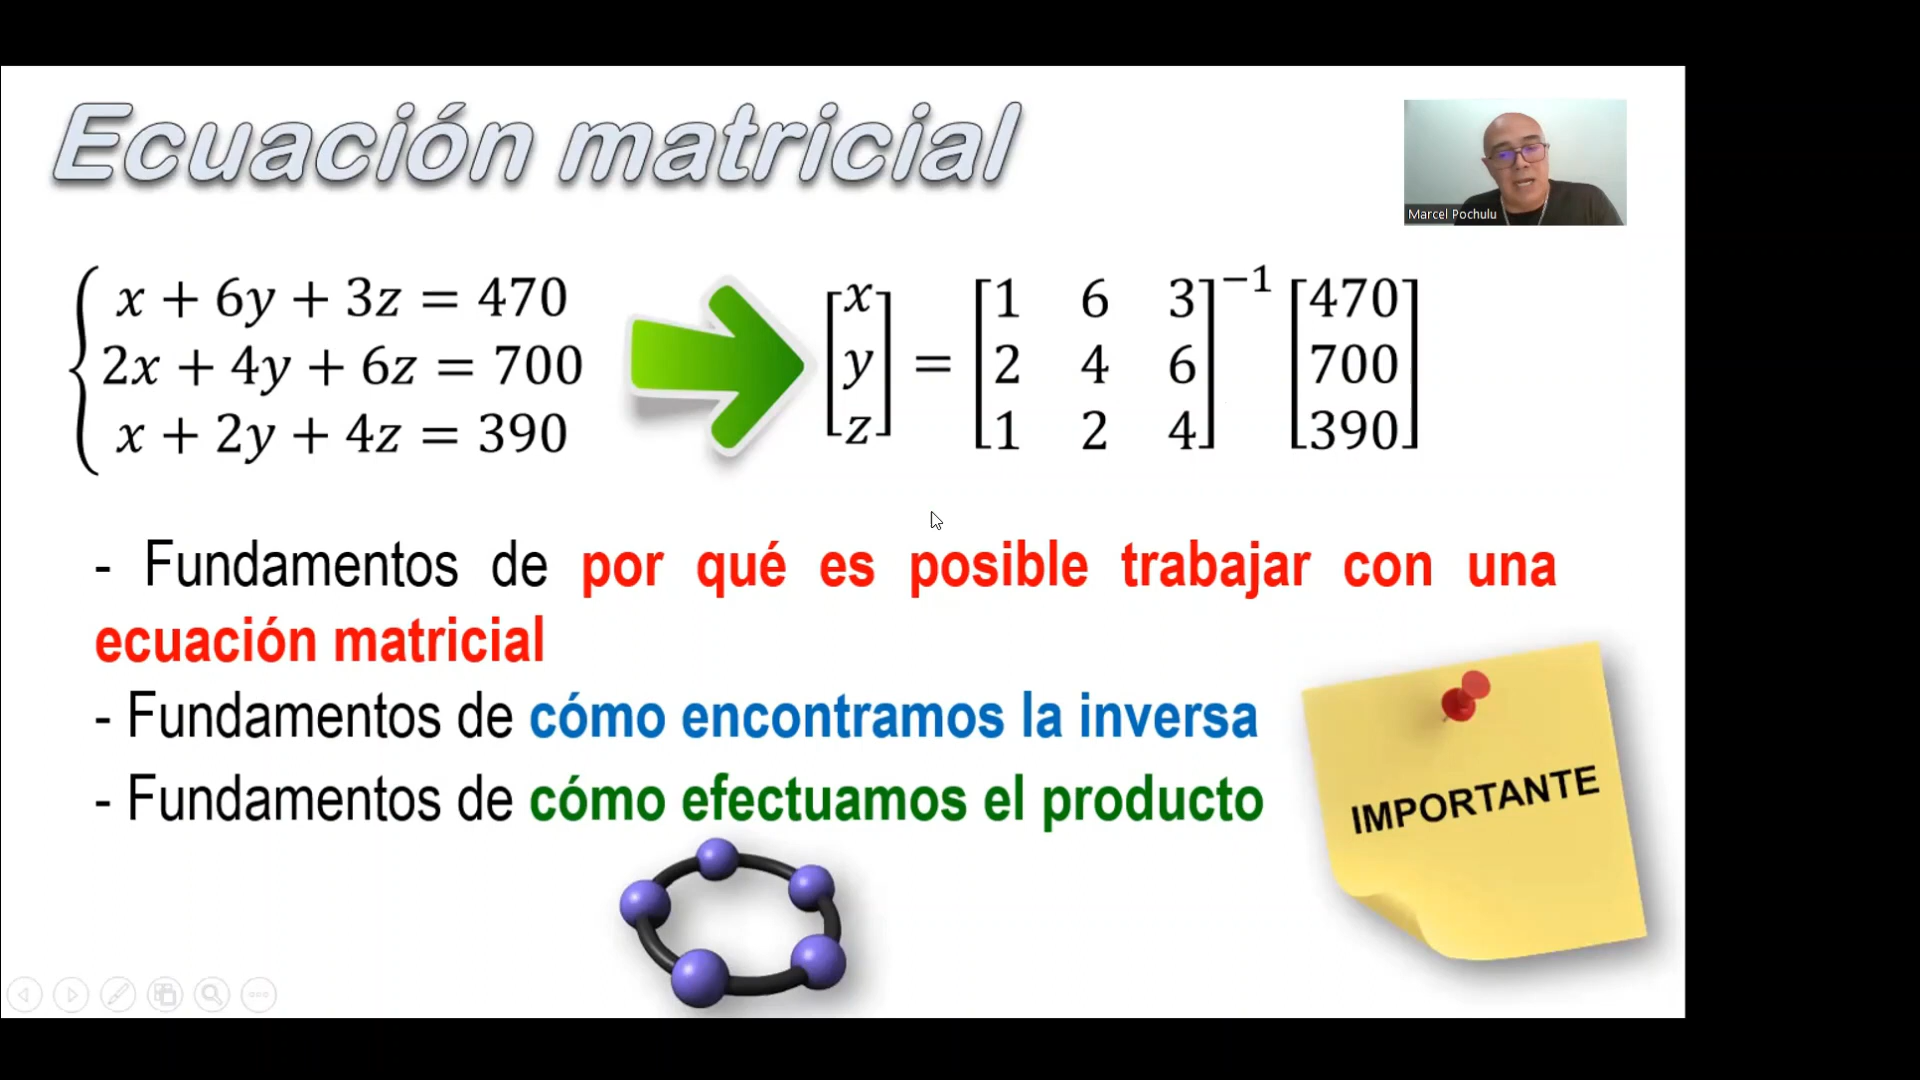 Ecuación matricial
Marcel Pochulu
x + 6y + 3z = 470
2x + 4y + 6z = 700
x + 2y + 4z = 390
[x y z] = [1 6 3; 2 4 6; 1 2 4]⁻¹ [470; 700; 390]
- Fundamentos de por qué es posible trabajar con una
ecuación matricial
- Fundamentos de cómo encontramos la inversa
- Fundamentos de cómo efectuamos el producto
IMPORTANTE